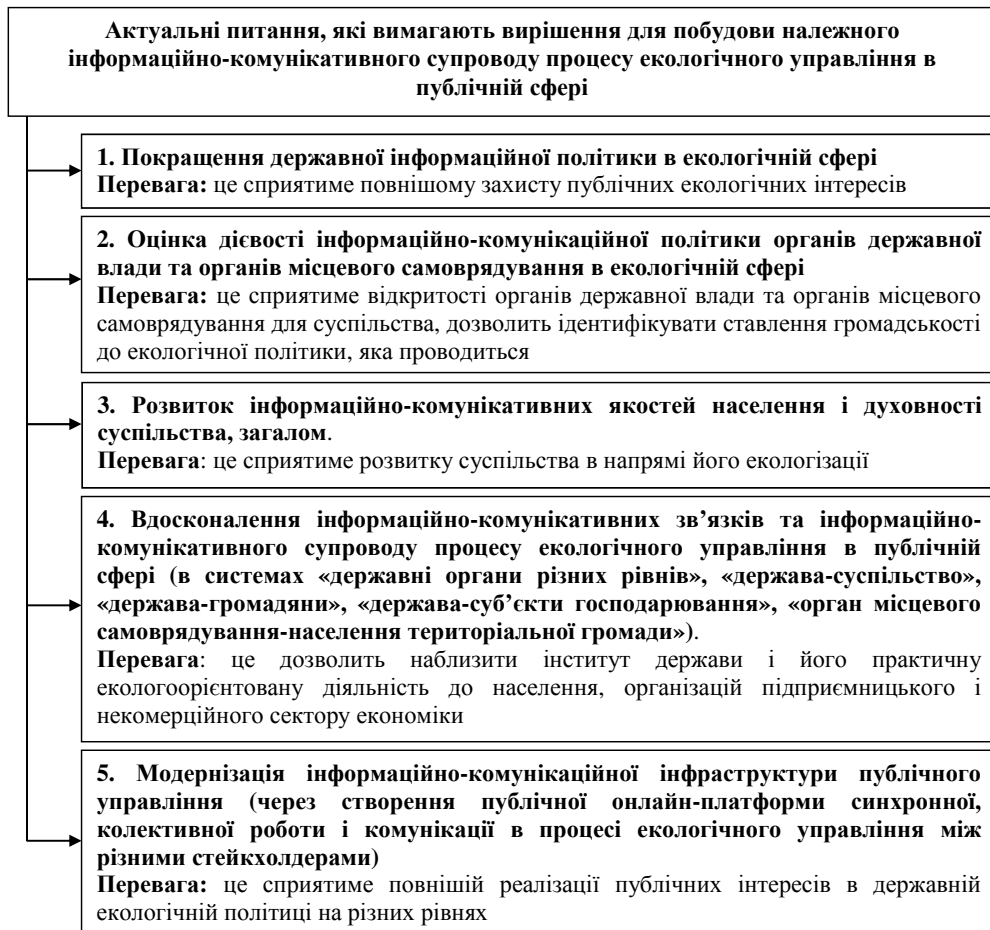 Актуальні питання, які вимагають вирішення для побудови належного
інформаційно-комунікативного супроводу процесу екологічного управління в
публічній сфері
1. Покращення державної інформаційної політики в екологічній сфері
Перевага: це сприятиме повнішому захисту публічних екологічних інтересів
2. Оцінка дієвості інформаційно-комунікаційної політики органів державної
влади та органів місцевого самоврядування в екологічній сфері
Перевага: це сприятиме відкритості органів державної влади та органів місцевого
самоврядування для суспільства, дозволить ідентифікувати ставлення громадськості
до екологічної політики, яка проводиться
3. Розвиток інформаційно-комунікативних якостей населення і духовності
суспільства, загалом.
Перевага: це сприятиме розвитку суспільства в напрямі його екологізації
4. Вдосконалення інформаційно-комунікативних зв’язків та інформаційно-
комунікативного супроводу процесу екологічного управління в публічній
сфері (в системах «державні органи різних рівнів», «держава-суспільство»,
«держава-громадяни», «держава-суб’єкти господарювання», «орган місцевого
самоврядування-населення територіальної громади»).
Перевага: це дозволить наблизити інститут держави і його практичну
екологоорієнтовану діяльність до населення, організацій підприємницького і
некомерційного сектору економіки
5. Модернізація інформаційно-комунікаційної інфраструктури публічного
управління (через створення публічної онлайн-платформи синхронної,
колективної роботи і комунікації в процесі екологічного управління між
різними стейкхолдерами)
Перевага: це сприятиме повнішій реалізації публічних інтересів в державній
екологічній політиці на різних рівнях